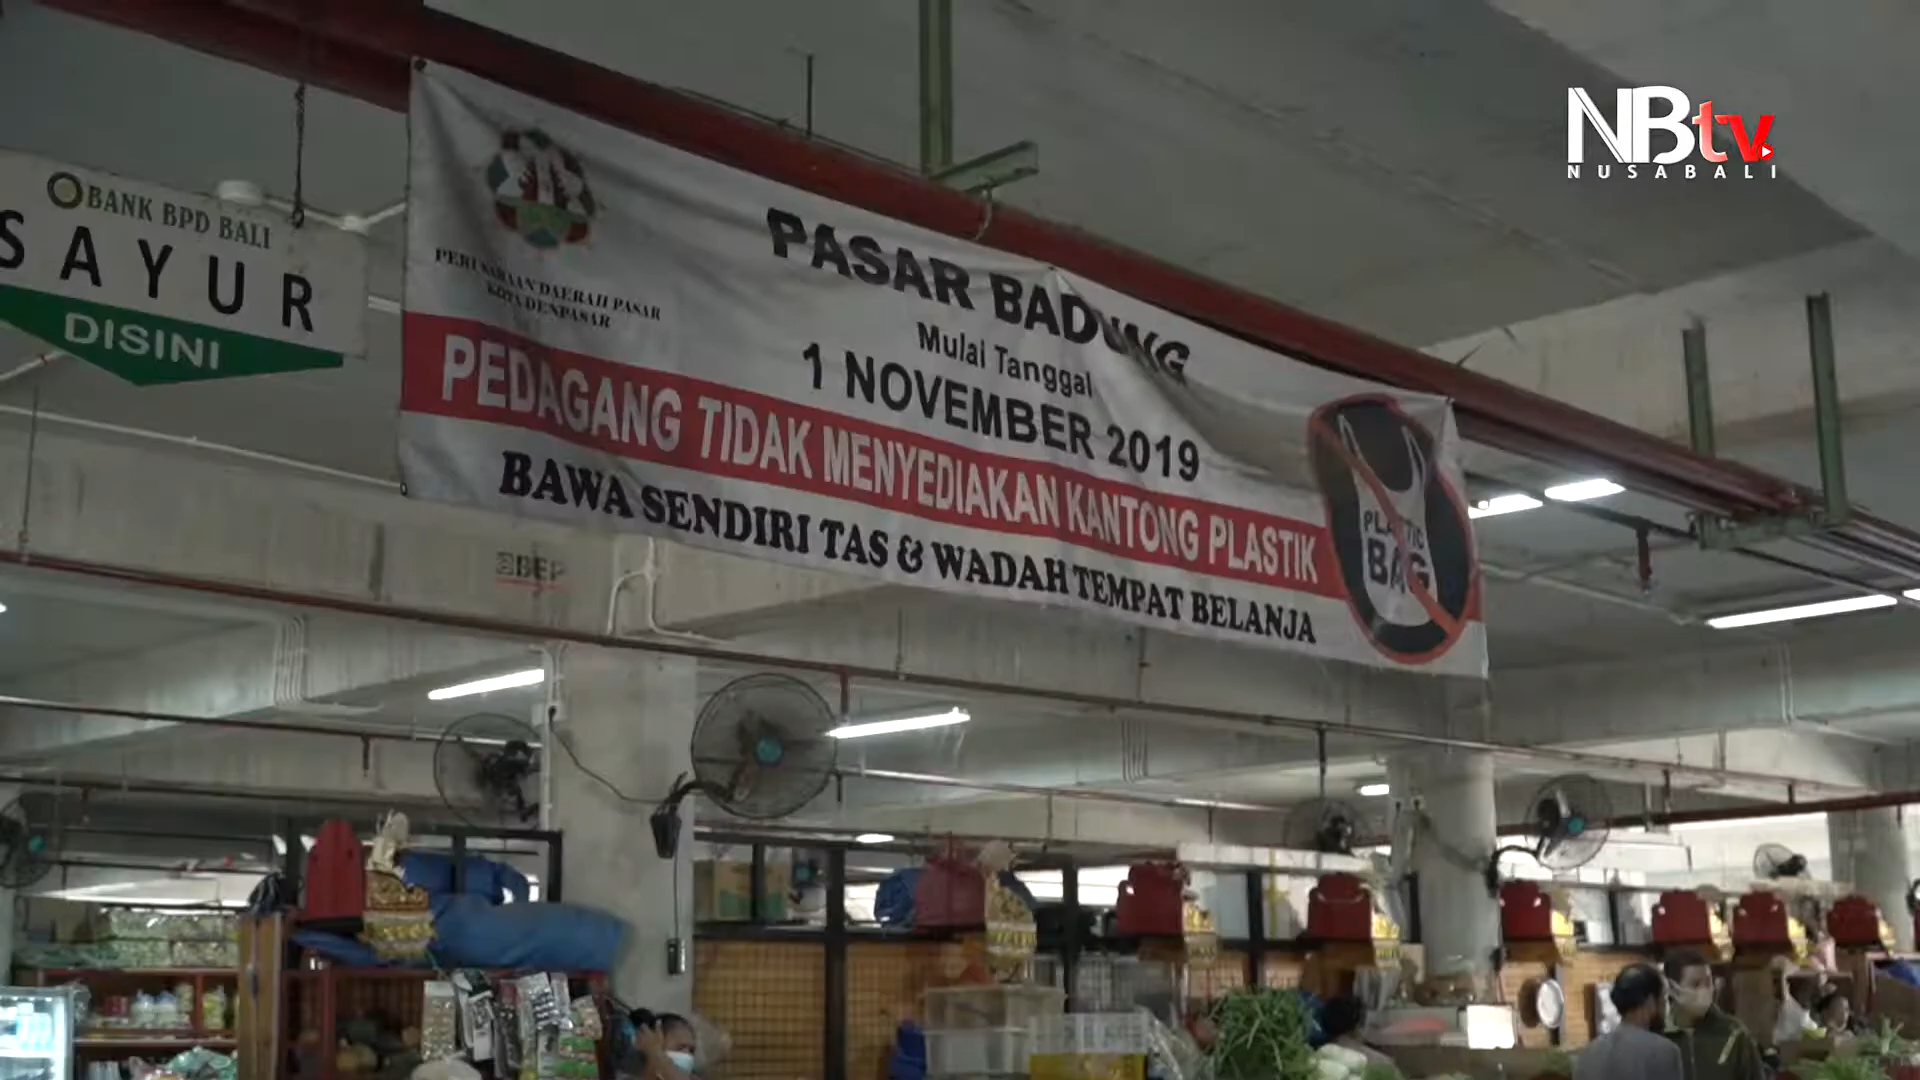 NBtv
NUSABALI
BANK BPD BALI
SAYUR
DISINI
PERUSAHAAN DAERAH PASAR
KOTA DENPASAR
PASAR BADUNG
Mulai Tanggal
1 NOVEMBER 2019
PEDAGANG TIDAK MENYEDIAKAN KANTONG PLASTIK
BAWA SENDIRI TAS & WADAH TEMPAT BELANJA
PLASTIC
BAG